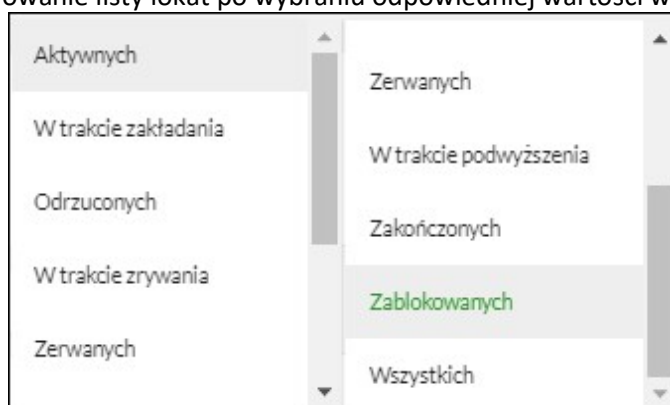 owanie listy lokat po wybraniu odpowiedniej wartości w
Aktywnych
W trakcie zakładania
Odrzuconych
W trakcie zrywania
Zerwanych
Zerwanych
W trakcie podwyższenia
Zakończonych
Zablokowanych
Wszystkich